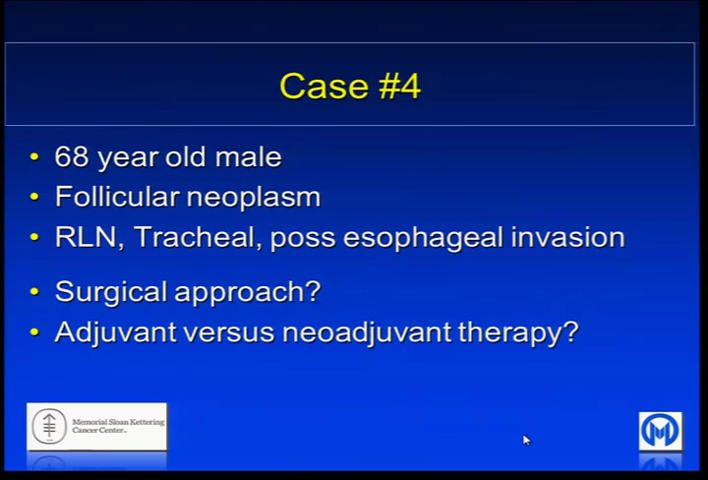 Case #4
• 68 year old male
• Follicular neoplasm
• RLN, Tracheal, poss esophageal invasion
• Surgical approach?
• Adjuvant versus neoadjuvant therapy?
Memorial Sloan Kettering
Cancer Center